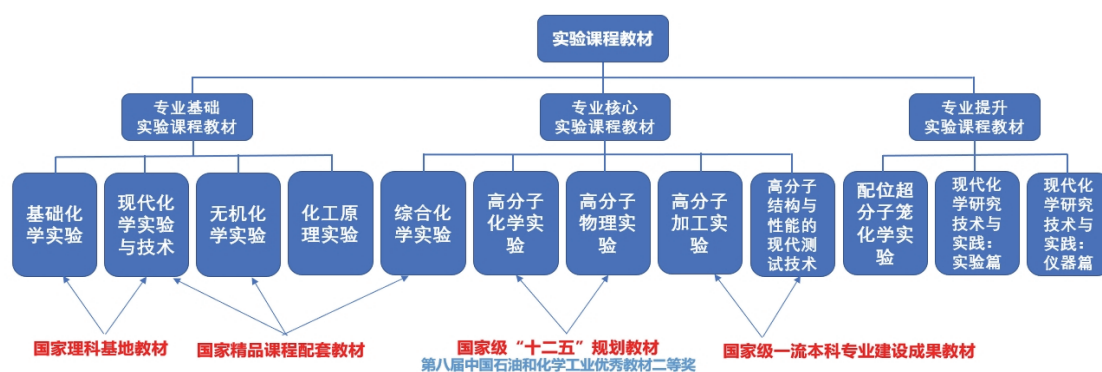 实验课程教材
专业基础
实验课程教材
专业核心
实验课程教材
专业提升
实验课程教材
基础化
学实验
现代化
学实验
与技术
无机化
学实验
化工原
理实验
综合化
学实验
高分子
化学实
验
高分子
物理实
验
高分子
加工实
验
高分子
结构与
性能的
现代测
试技术
配位超
分子笼
化学实
验
现代化
学研究
技术与
实践：
实验篇
现代化
学研究
技术与
实践：
仪器篇
国家理科基地教材
国家精品课程配套教材
国家级“十二五”规划教材
第八届中国石油和化学工业优秀教材二等奖
国家级一流本科专业建设成果教材